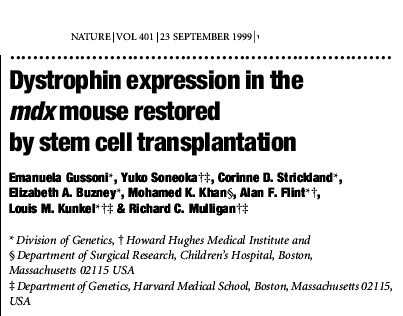 NATURE|VOL 401|23 SEPTEMBER 1999|
Dystrophin expression in the
mdx mouse restored
by stem cell transplantation
Emanuela Gussoni*, Yuko Soneoka†‡, Corinne D. Strickland*,
Elizabeth A. Buzney*, Mohamed K. Khan§, Alan F. Flint*†,
Louis M. Kunkel*†‡ & Richard C. Mulligan†‡
* Division of Genetics, † Howard Hughes Medical Institute and
§ Department of Surgical Research, Children's Hospital, Boston,
Massachusetts 02115 USA
‡ Department of Genetics, Harvard Medical School, Boston, Massachusetts 02115,
USA